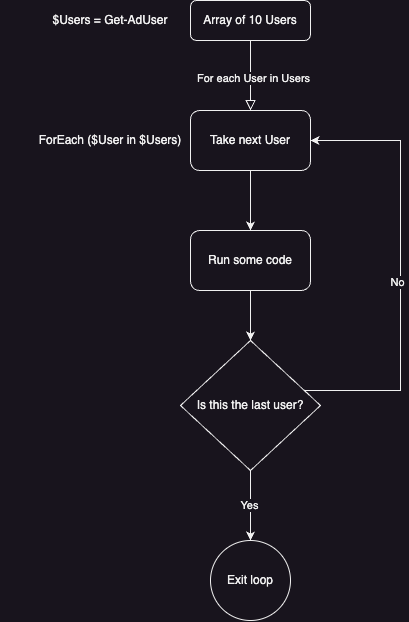 $Users = Get-AdUser
Array of 10 Users
For each User in Users
ForEach ($User in $Users)
Take next User
Run some code
No
Is this the last user?
Yes
Exit loop